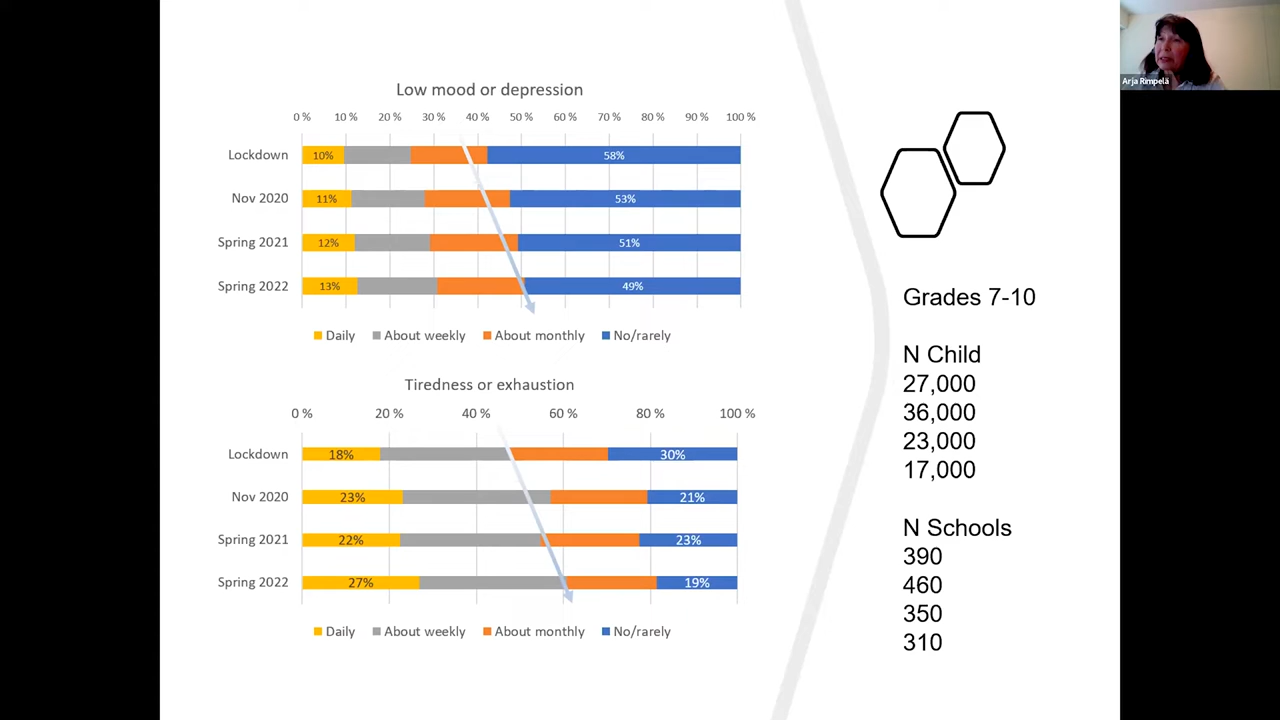 Low mood or depression
0 % 10 % 20 % 30 % 40 % 50 % 60 % 70 % 80 % 90 % 100 %
Lockdown 10% 58%
Nov 2020 11% 53%
Spring 2021 12% 51%
Spring 2022 13% 49%
Daily About weekly About monthly No/rarely
Tiredness or exhaustion
0 % 20 % 40 % 60 % 80 % 100 %
Lockdown 18% 30%
Nov 2020 23% 21%
Spring 2021 22% 23%
Spring 2022 27% 19%
Daily About weekly About monthly No/rarely
Grades 7-10
N Child
27,000
36,000
23,000
17,000
N Schools
390
460
350
310
Arja Rimpelä